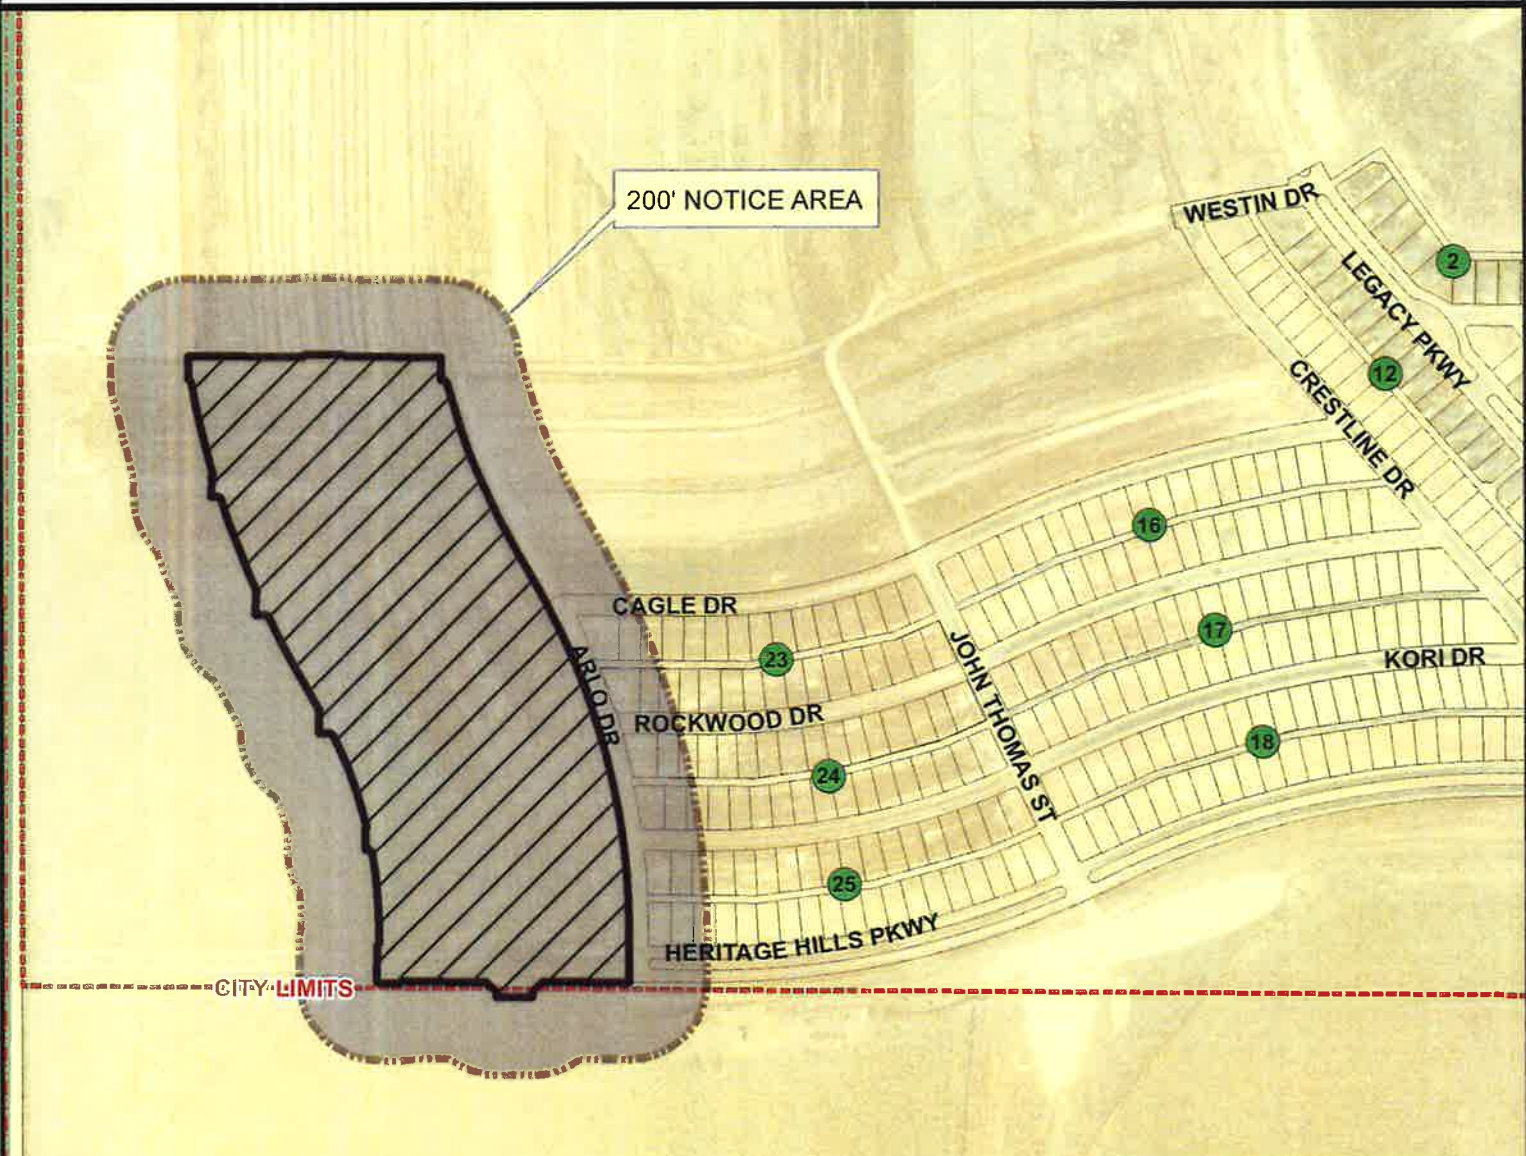 200' NOTICE AREA
WESTIN DR
2
LEGACY PKWY
12
CRESTLINE DR
16
CAGLE DR
23
17
JOHN THOMAS ST
KORI DR
ARLO DR
ROCKWOOD DR
18
24
25
HERITAGE HILLS PKWY
CITY LIMITS